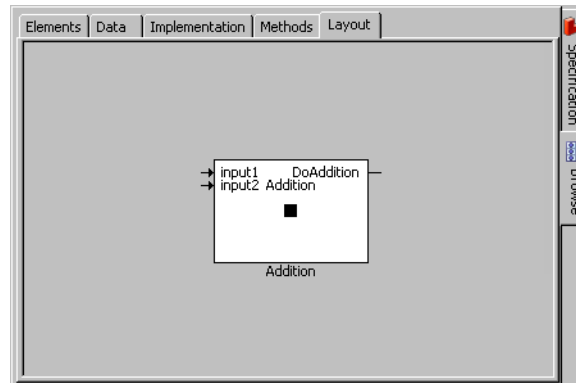 Elements Data Implementation Methods Layout
Specification
Browse
input1 DoAddition
input2 Addition
Addition